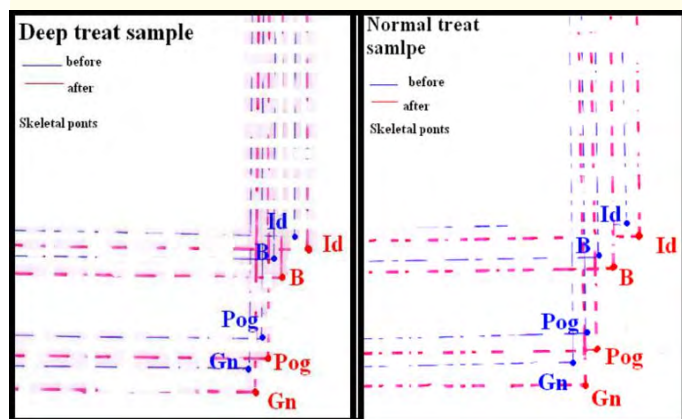 Deep treat sample
before
after
Skeletal ponts
Id
Id
B
B
Pog
Pog
Gn
Gn
Normal treat
samlpe
before
after
Skeletal ponts
Id
Id
B
B
Pog
Pog
Gn
Gn